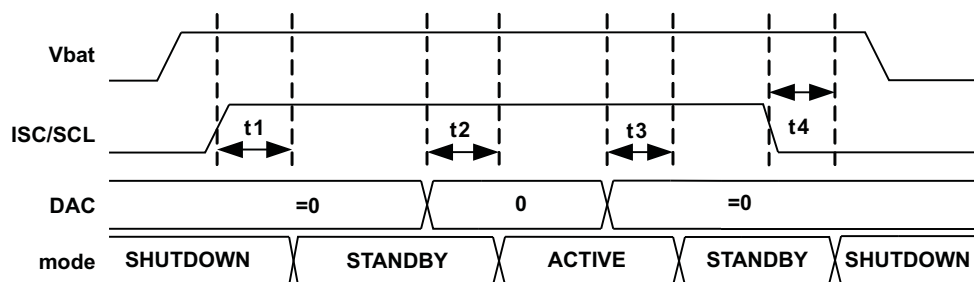 Vbat
ISC/SCL
t1
t2
t3
t4
DAC
=0
0
=0
mode
SHUTDOWN
STANDBY
ACTIVE
STANDBY
SHUTDOWN